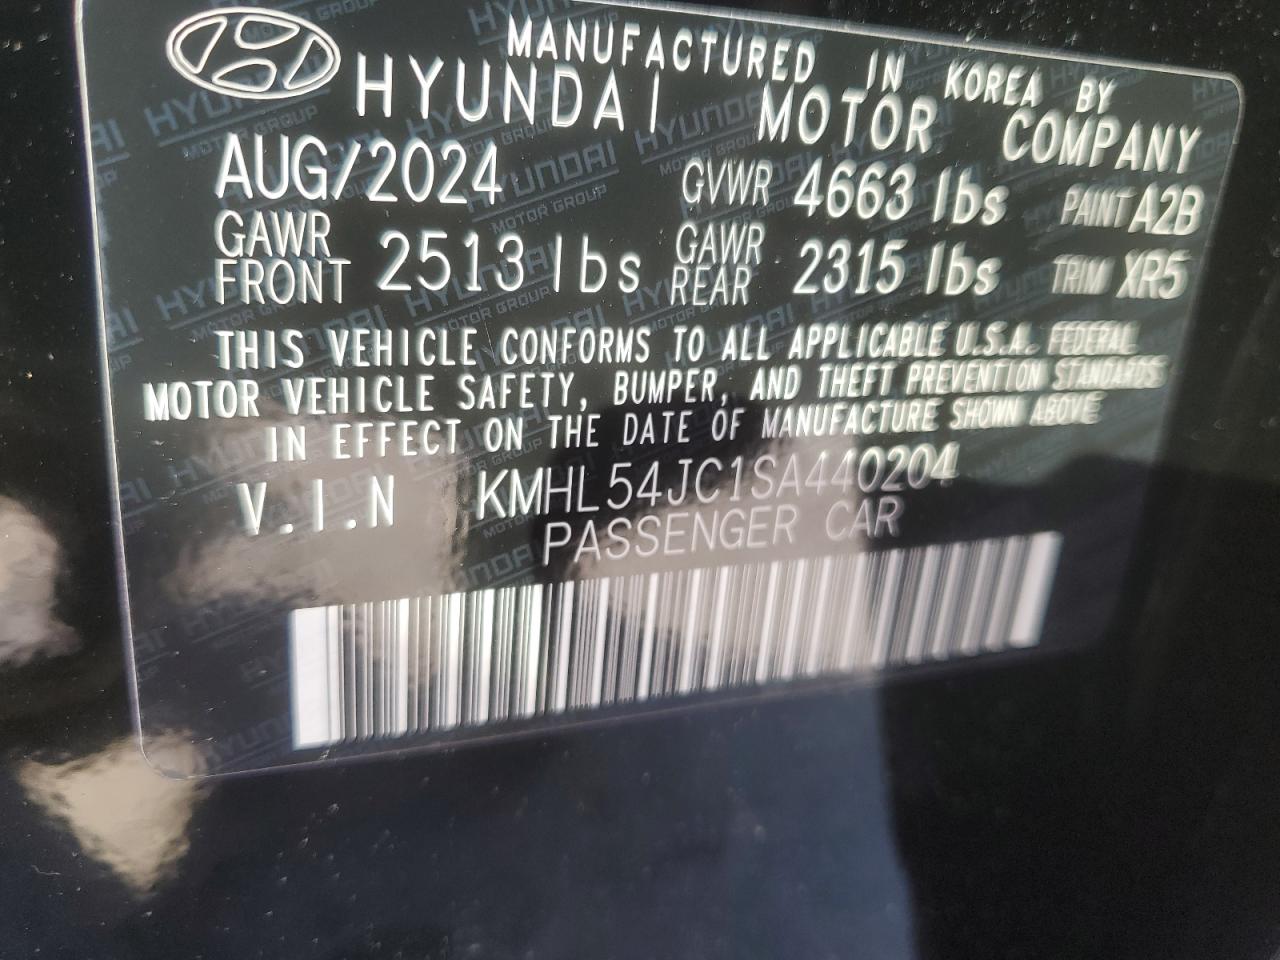 MANUFACTURED IN KOREA BY
HYUNDAI MOTOR COMPANY
AUG/2024 GVWR 4663 lbs PAINT A2B
GAWR FRONT 2513 lbs GAWR REAR 2315 lbs TRIM XR5
THIS VEHICLE CONFORMS TO ALL APPLICABLE U.S.A. FEDERAL
MOTOR VEHICLE SAFETY, BUMPER, AND THEFT PREVENTION STANDARDS
IN EFFECT ON THE DATE OF MANUFACTURE SHOWN ABOVE
V.I.N KMHL54JC1SA440204
PASSENGER CAR